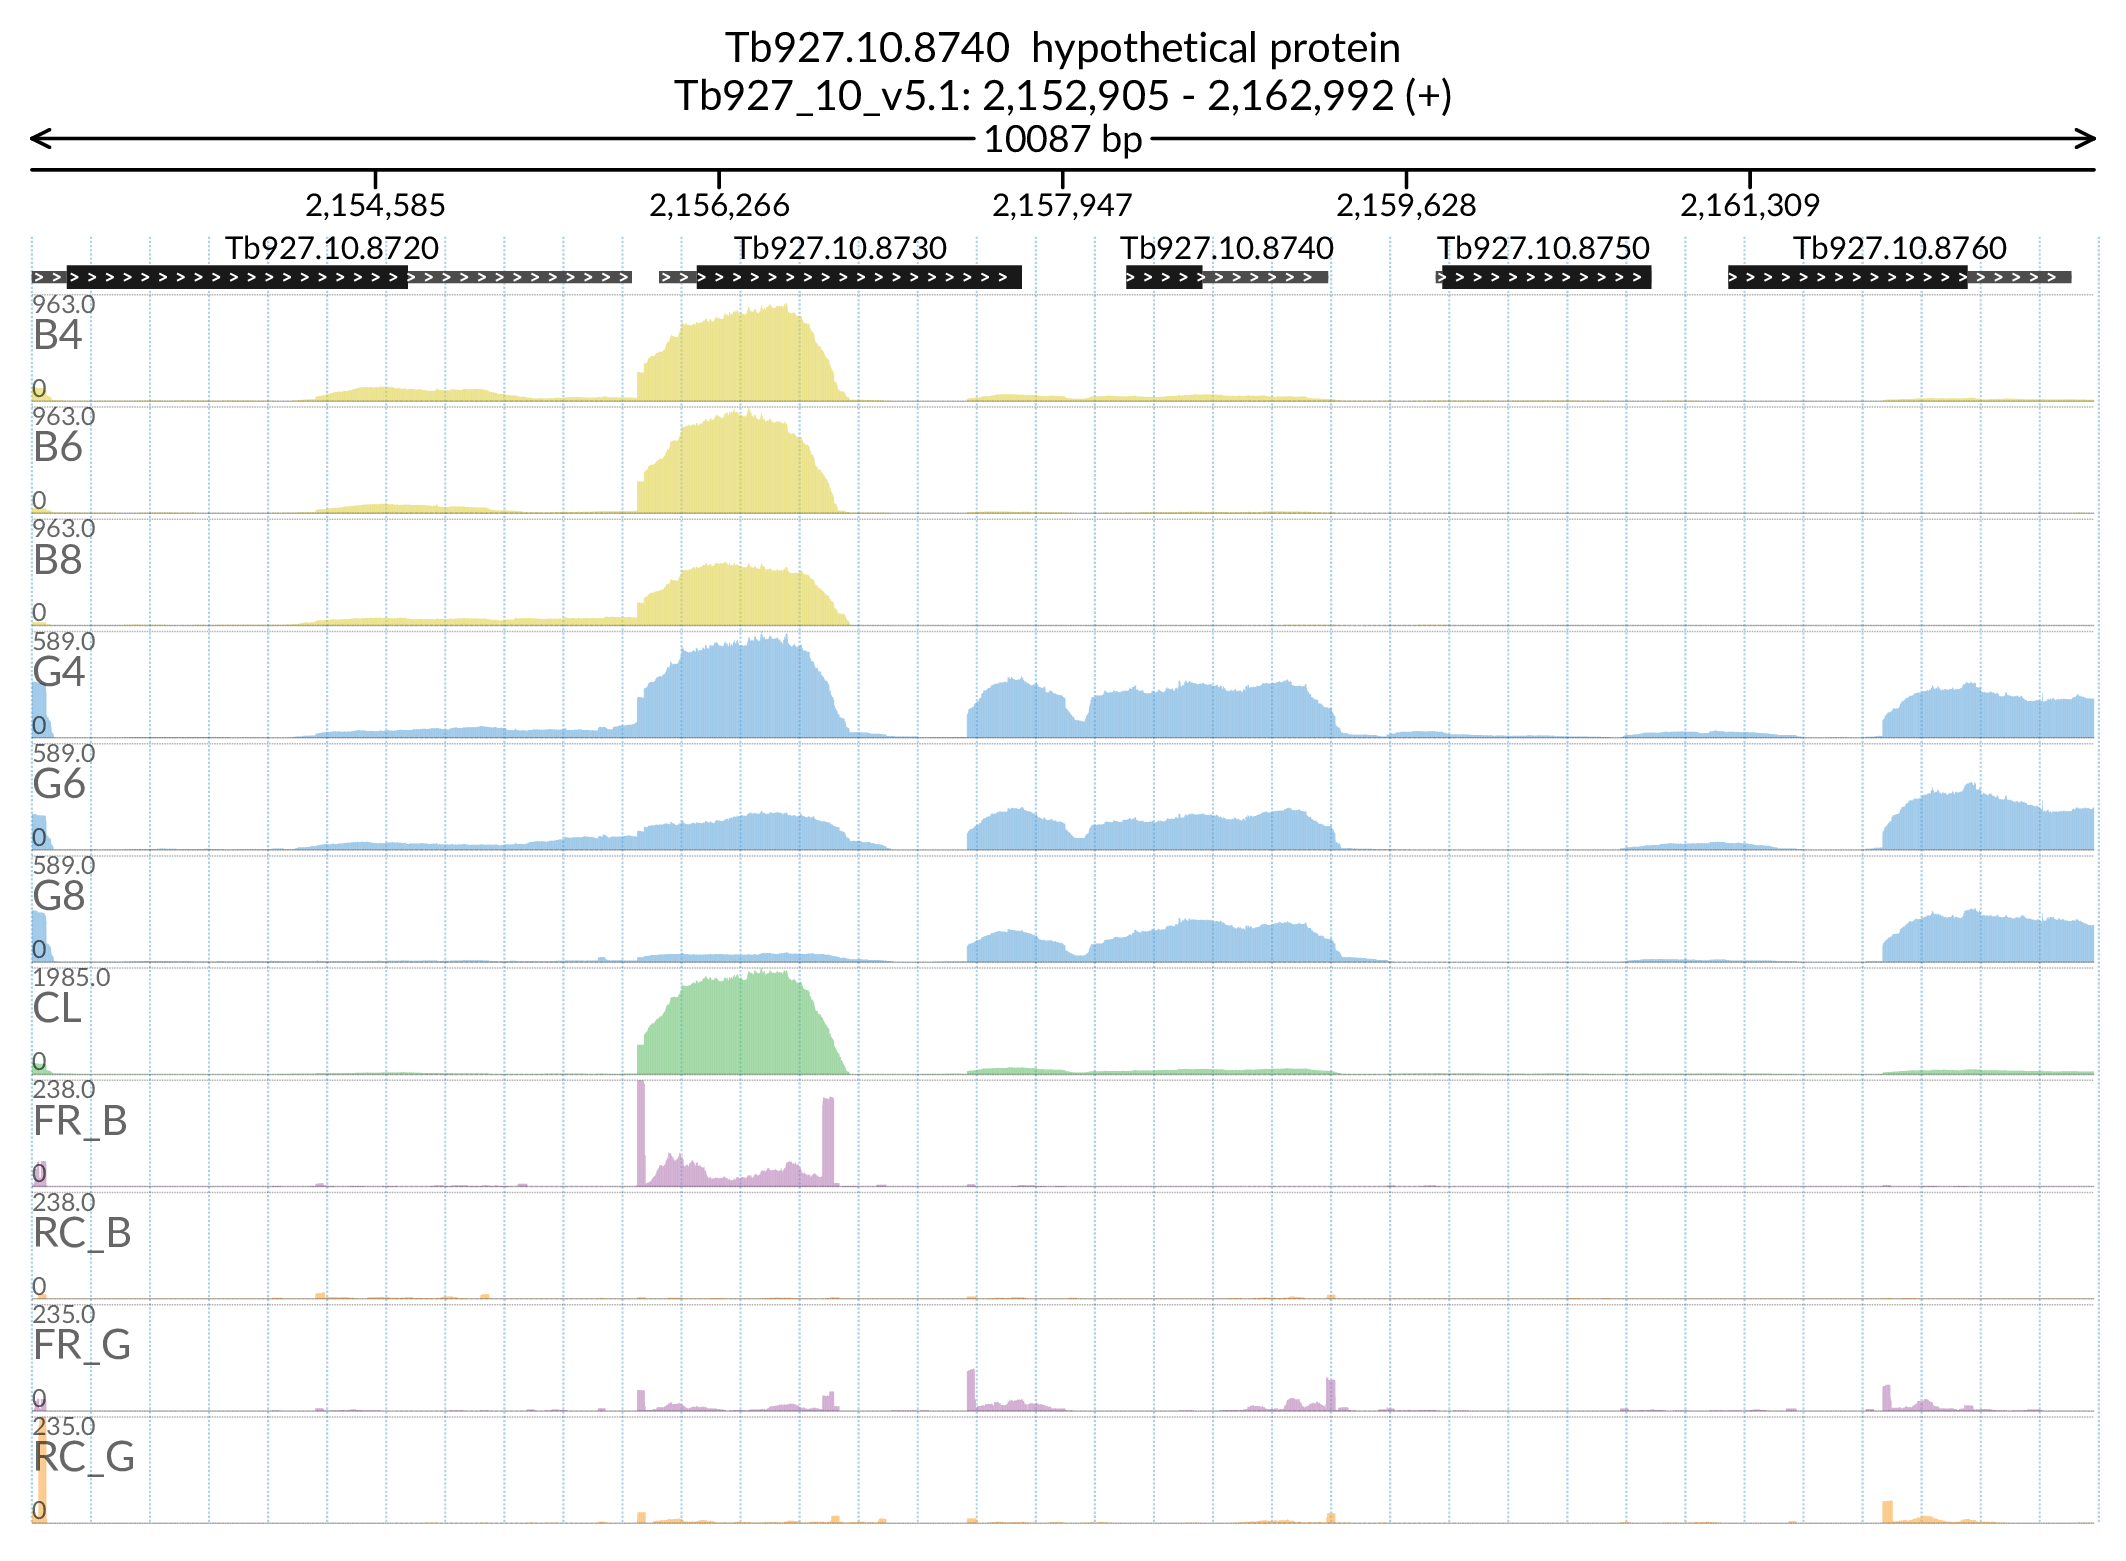 Tb927.10.8740 hypothetical protein
Tb927_10_v5.1: 2,152,905 - 2,162,992 (+)
10087 bp
2,154,585 2,156,266 2,157,947 2,159,628 2,161,309
Tb927.10.8720 Tb927.10.8730 Tb927.10.8740 Tb927.10.8750 Tb927.10.8760
963.0
B4
0
963.0
B6
0
963.0
B8
0
589.0
G4
0
589.0
G6
0
589.0
G8
0
1985.0
CL
0
238.0
FR_B
0
238.0
RC_B
0
235.0
FR_G
0
235.0
RC_G
0